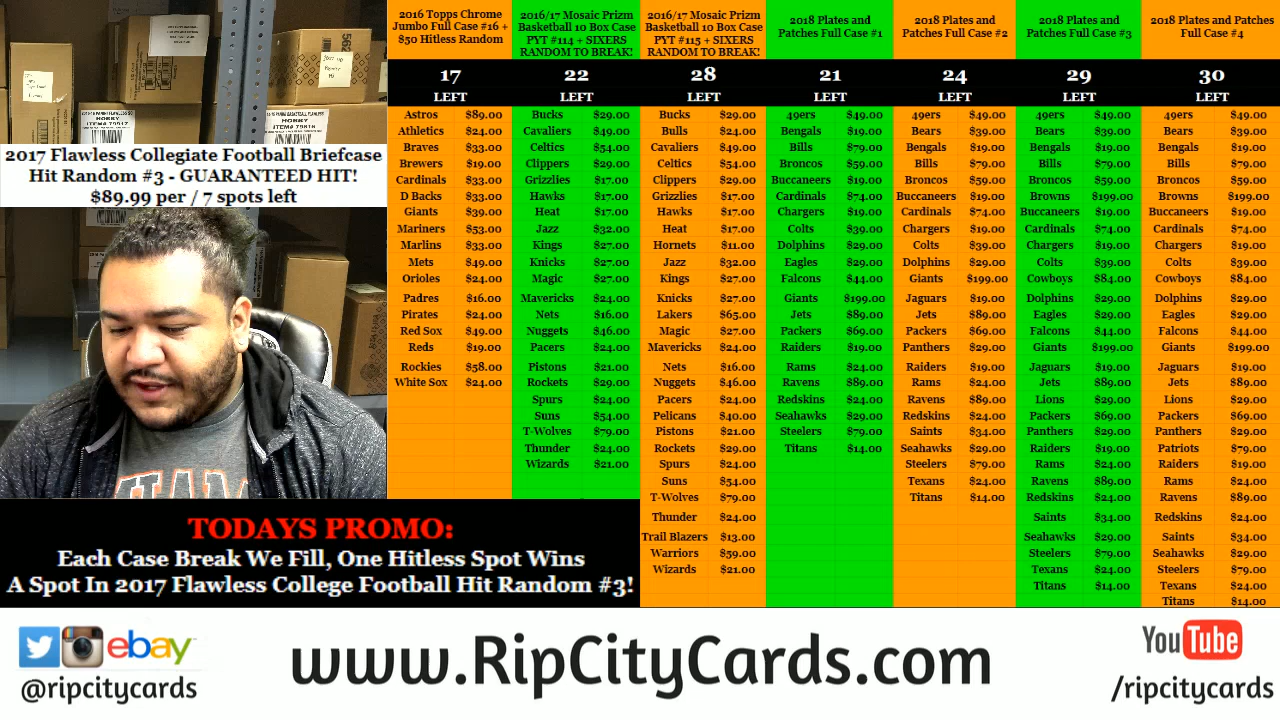 2017 Flawless Collegiate Football Briefcase
Hit Random #3 - GUARANTEED HIT!
$89.99 per / 7 spots left
TODAYS PROMO:
Each Case Break We Fill, One Hitless Spot Wins
A Spot In 2017 Flawless College Football Hit Random #3!
2016 Topps Chrome
Jumbo Full Case #16 +
$50 Hitless Random
17
LEFT
Astros $89.00
Athletics $24.00
Braves $33.00
Brewers $19.00
Cardinals $33.00
D Backs $33.00
Giants $39.00
Mariners $53.00
Marlins $33.00
Mets $49.00
Orioles $24.00
Padres $16.00
Pirates $24.00
Red Sox $49.00
Reds $19.00
Rockies $58.00
White Sox $24.00
2016/17 Mosaic Prizm
Basketball 10 Box Case
PYT #114 + SIXERS
RANDOM TO BREAK!
22
LEFT
Bucks $29.00
Cavaliers $49.00
Celtics $54.00
Clippers $29.00
Grizzlies $17.00
Hawks $17.00
Heat $17.00
Jazz $32.00
Kings $27.00
Knicks $27.00
Magic $27.00
Mavericks $24.00
Nets $16.00
Nuggets $46.00
Pacers $24.00
Pistons $21.00
Rockets $29.00
Spurs $24.00
Suns $54.00
T-Wolves $79.00
Thunder $24.00
Wizards $21.00
2016/17 Mosaic Prizm
Basketball 10 Box Case
PYT #115 + SIXERS
RANDOM TO BREAK!
28
LEFT
Bucks $29.00
Bulls $24.00
Cavaliers $49.00
Celtics $54.00
Clippers $29.00
Grizzlies $17.00
Hawks $17.00
Heat $17.00
Hornets $11.00
Jazz $32.00
Kings $27.00
Knicks $27.00
Lakers $65.00
Magic $27.00
Mavericks $24.00
Nets $16.00
Nuggets $46.00
Pacers $24.00
Pelicans $40.00
Pistons $21.00
Rockets $29.00
Spurs $24.00
Suns $54.00
T-Wolves $79.00
Thunder $24.00
Trail Blazers $13.00
Warriors $59.00
Wizards $21.00
2018 Plates and
Patches Full Case #1
21
LEFT
49ers $49.00
Bengals $19.00
Bills $79.00
Broncos $59.00
Buccaneers $19.00
Cardinals $74.00
Chargers $19.00
Colts $39.00
Dolphins $29.00
Eagles $29.00
Falcons $44.00
Giants $199.00
Jets $89.00
Packers $69.00
Raiders $19.00
Rams $24.00
Ravens $89.00
Redskins $24.00
Seahawks $29.00
Steelers $79.00
Titans $14.00
2018 Plates and
Patches Full Case #2
24
LEFT
49ers $49.00
Bears $39.00
Bengals $19.00
Bills $79.00
Broncos $59.00
Buccaneers $19.00
Cardinals $74.00
Chargers $19.00
Colts $39.00
Dolphins $29.00
Giants $199.00
Jaguars $19.00
Jets $89.00
Packers $69.00
Panthers $29.00
Raiders $19.00
Rams $24.00
Ravens $89.00
Redskins $24.00
Saints $34.00
Seahawks $29.00
Steelers $79.00
Texans $24.00
Titans $14.00
2018 Plates and
Patches Full Case #3
29
LEFT
49ers $49.00
Bears $39.00
Bengals $19.00
Bills $79.00
Broncos $59.00
Browns $199.00
Buccaneers $19.00
Cardinals $74.00
Chargers $19.00
Colts $39.00
Cowboys $84.00
Dolphins $29.00
Eagles $29.00
Falcons $44.00
Giants $199.00
Jaguars $19.00
Jets $89.00
Lions $29.00
Packers $69.00
Panthers $29.00
Raiders $19.00
Rams $24.00
Ravens $89.00
Redskins $24.00
Saints $34.00
Seahawks $29.00
Steelers $79.00
Texans $24.00
Titans $14.00
2018 Plates and Patches
Full Case #4
30
LEFT
49ers $49.00
Bears $39.00
Bengals $19.00
Bills $79.00
Broncos $59.00
Browns $199.00
Buccaneers $19.00
Cardinals $74.00
Chargers $19.00
Colts $39.00
Cowboys $84.00
Dolphins $29.00
Eagles $29.00
Falcons $44.00
Giants $199.00
Jaguars $19.00
Jets $89.00
Lions $29.00
Packers $69.00
Panthers $29.00
Patriots $79.00
Raiders $19.00
Rams $24.00
Ravens $89.00
Redskins $24.00
Saints $34.00
Seahawks $29.00
Steelers $79.00
Texans $24.00
Titans $14.00
ebay
@ripcitycards
www.RipCityCards.com
YouTube
/ripcitycards